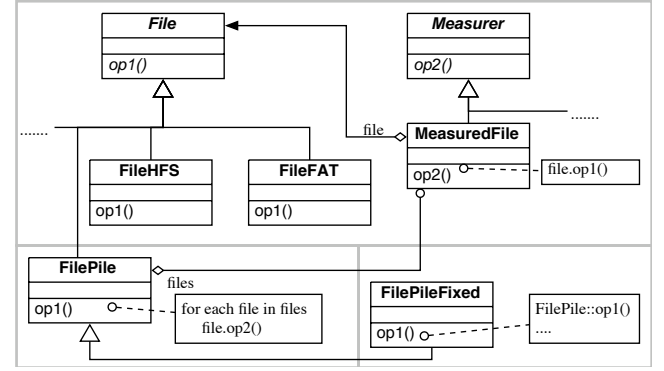 File
op1()
Measurer
op2()
.......
file
MeasuredFile
op2()
file.op1()
.......
FileHFS
op1()
FileFAT
op1()
FilePile
op1()
files
for each file in files
file.op2()
FilePileFixed
op1()
FilePile::op1()
....